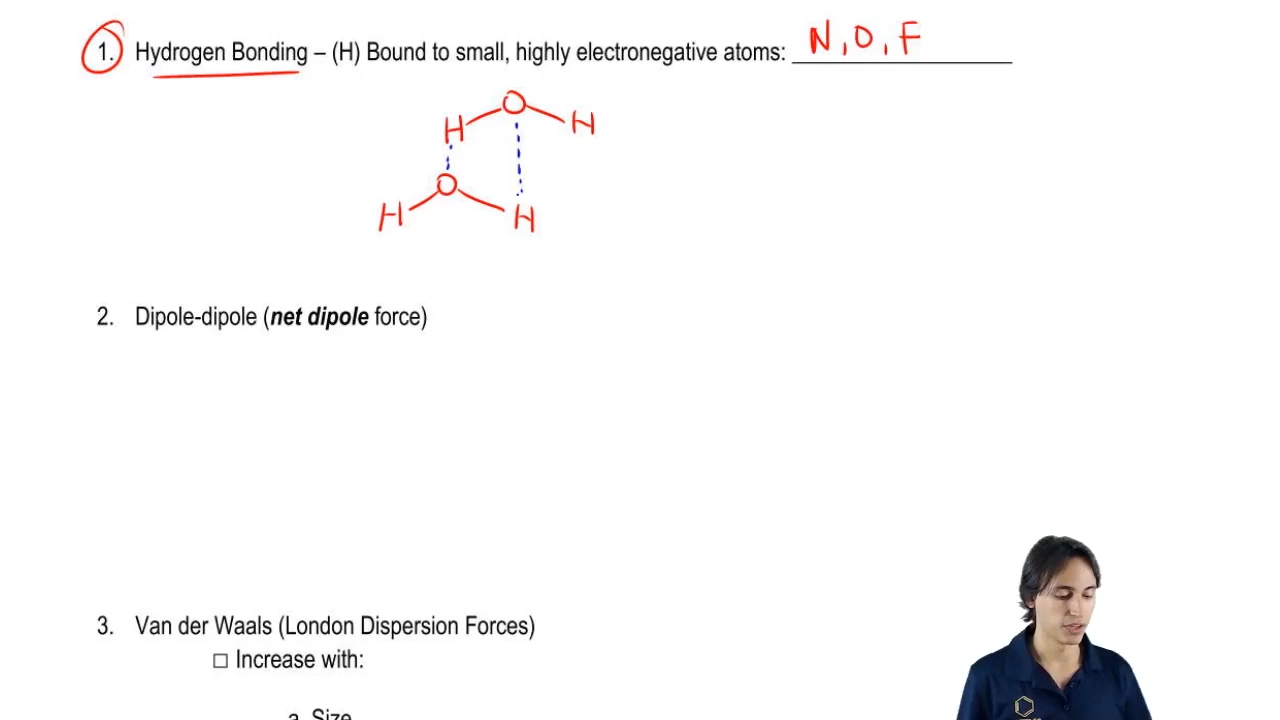 1. Hydrogen Bonding – (H) Bound to small, highly electronegative atoms: N, O, F
O
H H
O
H H
2. Dipole-dipole (net dipole force)
3. Van der Waals (London Dispersion Forces)
□ Increase with:
a. Size